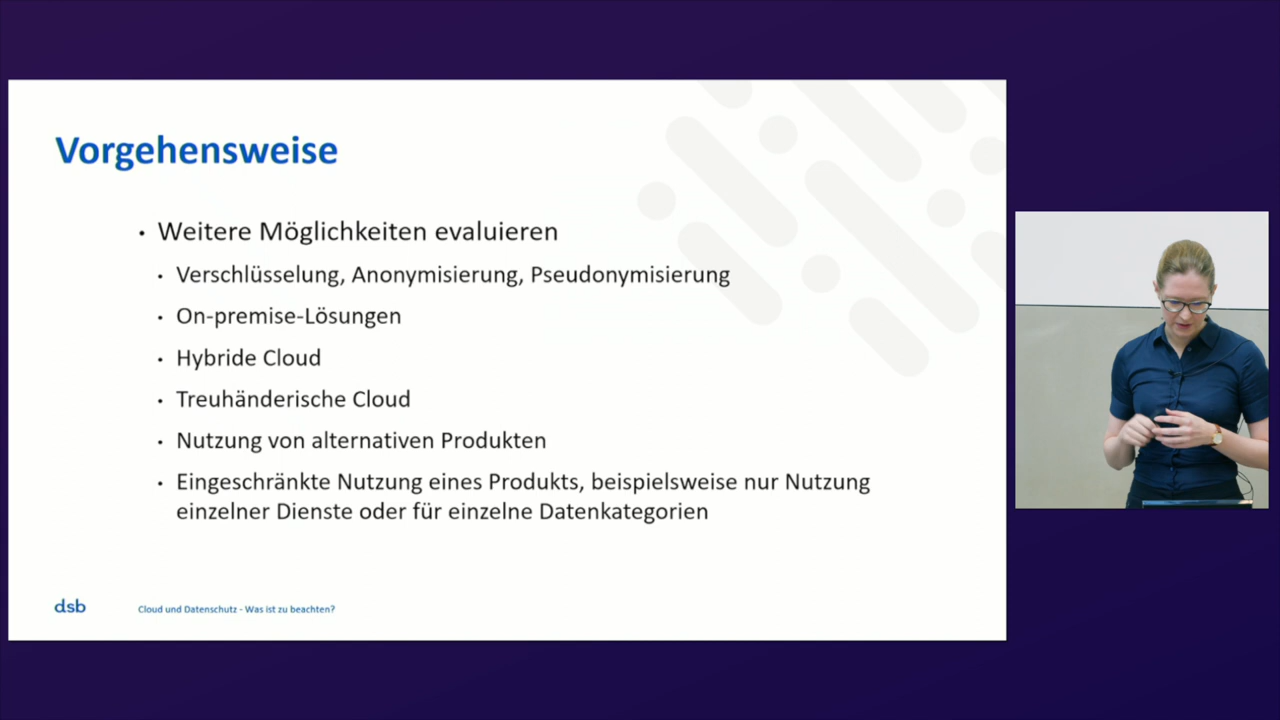 Vorgehensweise
• Weitere Möglichkeiten evaluieren
• Verschlüsselung, Anonymisierung, Pseudonymisierung
• On-premise-Lösungen
• Hybride Cloud
• Treuhänderische Cloud
• Nutzung von alternativen Produkten
• Eingeschränkte Nutzung eines Produkts, beispielsweise nur Nutzung
einzelner Dienste oder für einzelne Datenkategorien
dsb
Cloud und Datenschutz - Was ist zu beachten?